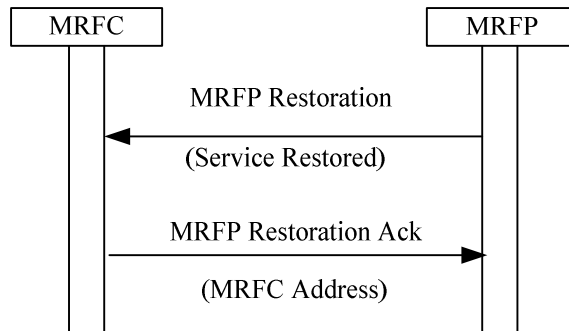 MRFC
MRFP
MRFP Restoration
(Service Restored)
MRFP Restoration Ack
(MRFC Address)